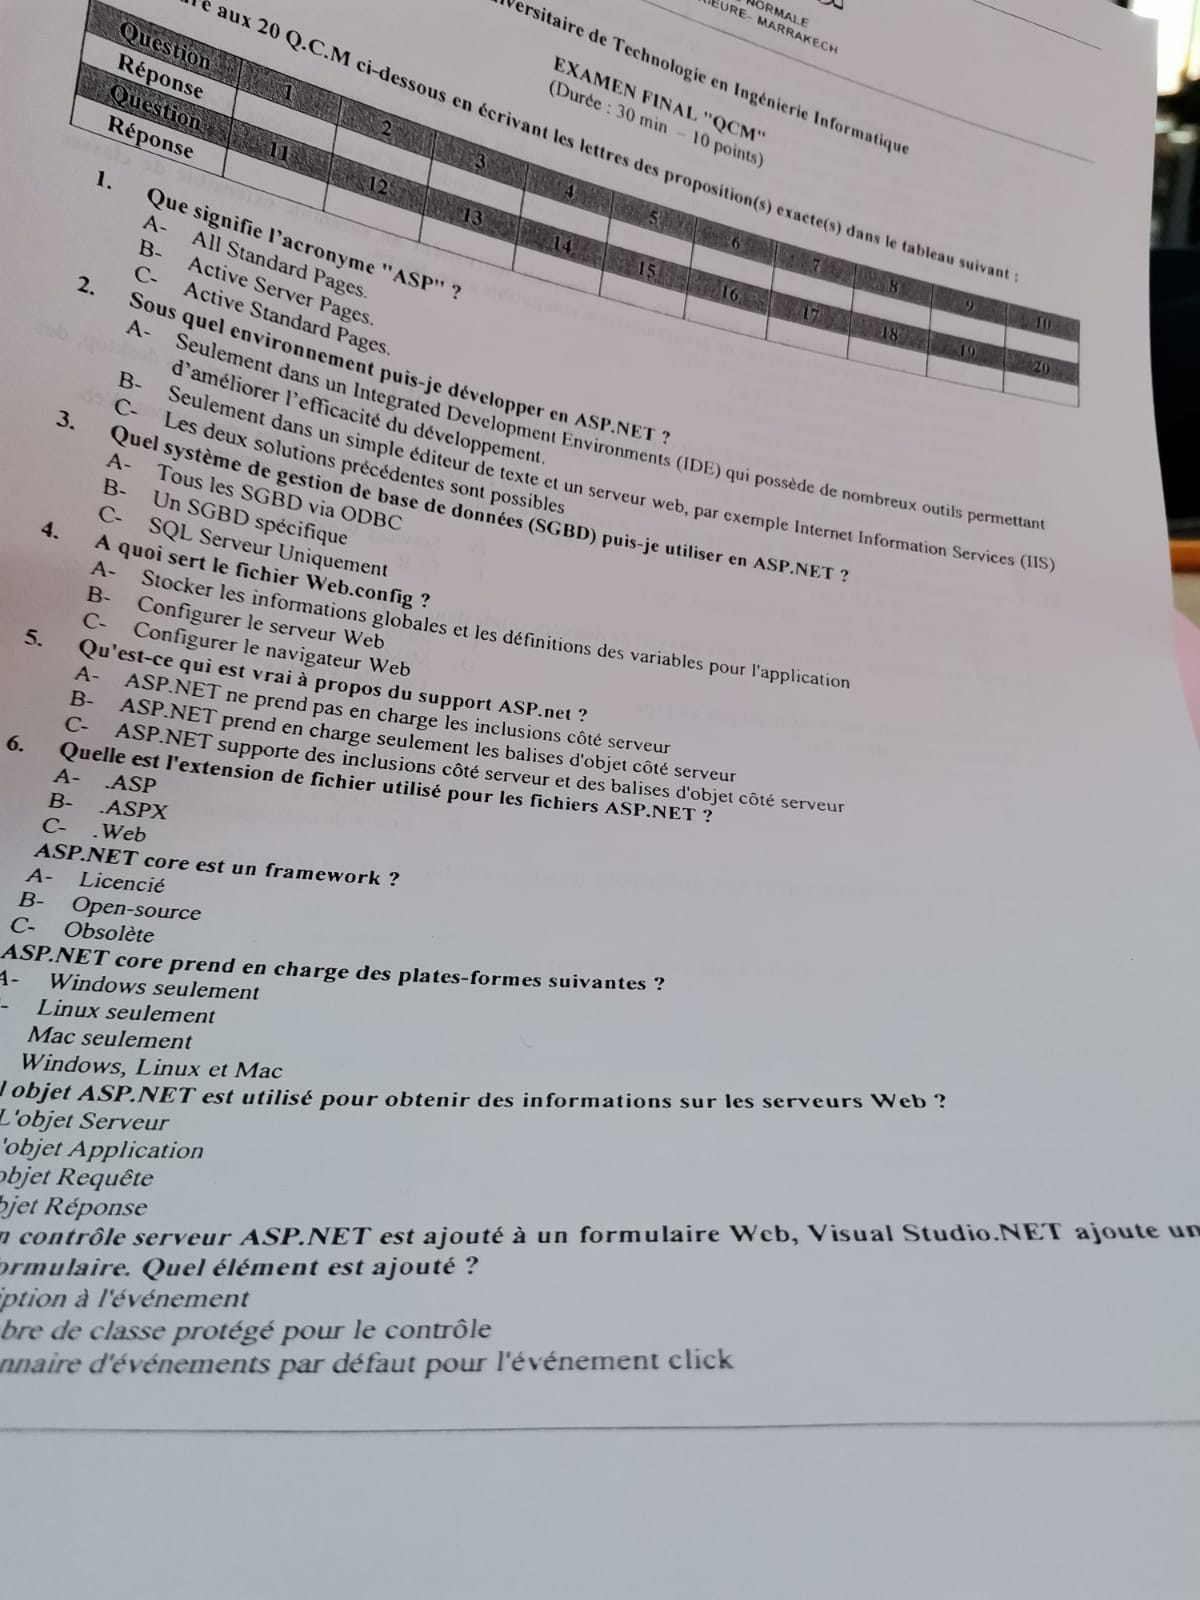 NORMALE
RIEURE- MARRAKECH
versitaire de Technologie en Ingénierie Informatique
EXAMEN FINAL "QCM"
(Durée : 30 min – 10 points)
aux 20 Q.C.M ci-dessous en écrivant les lettres des proposition(s) exacte(s) dans le tableau suivant :
Question 1 2 3 4 5 6 7 8 9 10
Réponse
Question 11 12 13 14 15 16 17 18 19 20
Réponse
1. Que signifie l'acronyme "ASP" ?
A- All Standard Pages.
B- Active Server Pages.
C- Active Standard Pages.
2. Sous quel environnement puis-je développer en ASP.NET ?
A- Seulement dans un Integrated Development Environments (IDE) qui possède de nombreux outils permettant
d'améliorer l'efficacité du développement.
B- Seulement dans un simple éditeur de texte et un serveur web, par exemple Internet Information Services (IIS)
C- Les deux solutions précédentes sont possibles
3. Quel système de gestion de base de données (SGBD) puis-je utiliser en ASP.NET ?
A- Tous les SGBD via ODBC
B- Un SGBD spécifique
C- SQL Serveur Uniquement
4. A quoi sert le fichier Web.config ?
A- Stocker les informations globales et les définitions des variables pour l'application
B- Configurer le serveur Web
C- Configurer le navigateur Web
5. Qu'est-ce qui est vrai à propos du support ASP.net ?
A- ASP.NET ne prend pas en charge les inclusions côté serveur
B- ASP.NET prend en charge seulement les balises d'objet côté serveur
C- ASP.NET supporte des inclusions côté serveur et des balises d'objet côté serveur
6. Quelle est l'extension de fichier utilisé pour les fichiers ASP.NET ?
A- .ASP
B- .ASPX
C- .Web
ASP.NET core est un framework ?
A- Licencié
B- Open-source
C- Obsolète
ASP.NET core prend en charge des plates-formes suivantes ?
A- Windows seulement
- Linux seulement
Mac seulement
Windows, Linux et Mac
l objet ASP.NET est utilisé pour obtenir des informations sur les serveurs Web ?
L'objet Serveur
'objet Application
objet Requête
bjet Réponse
n contrôle serveur ASP.NET est ajouté à un formulaire Web, Visual Studio.NET ajoute un
ormulaire. Quel élément est ajouté ?
iption à l'événement
bre de classe protégé pour le contrôle
nnaire d'événements par défaut pour l'événement click